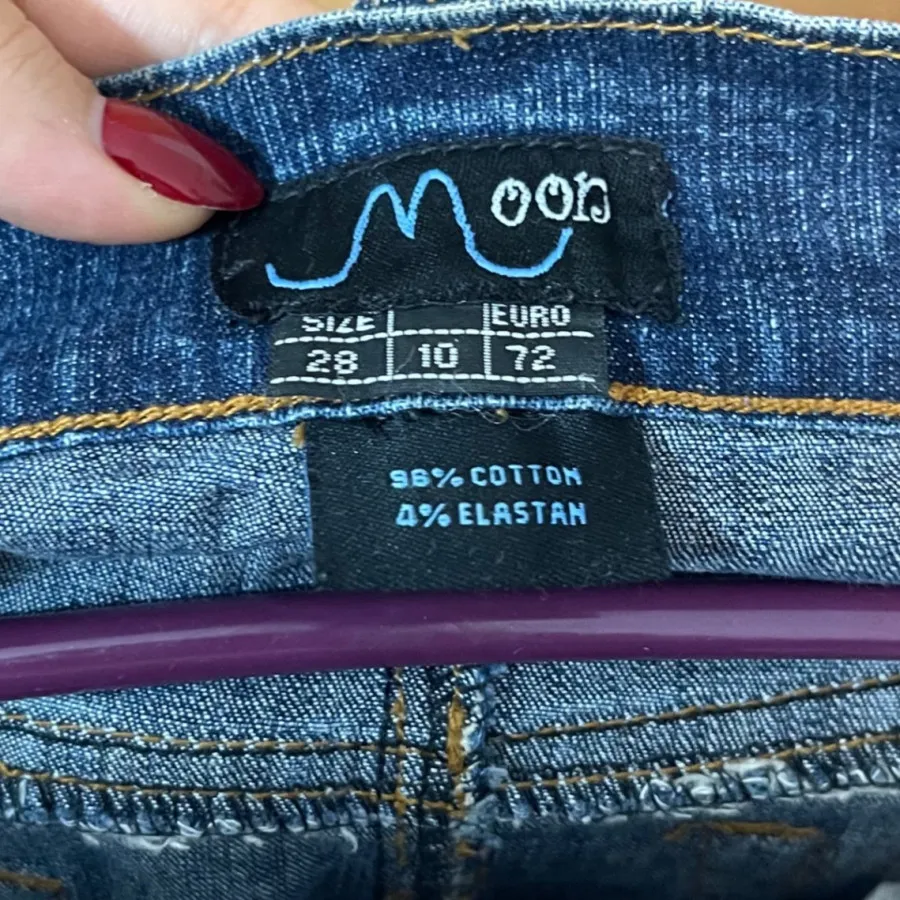 Moon
SIZE EURO
28 10 72
96% COTTON
4% ELASTAN